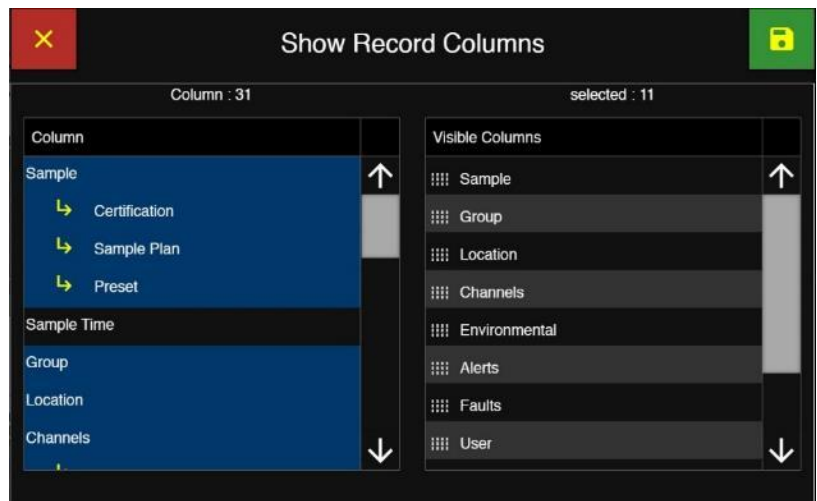 Show Record Columns
Column : 31
selected : 11
Column
Sample
Certification
Sample Plan
Preset
Sample Time
Group
Location
Channels
Visible Columns
Sample
Group
Location
Channels
Environmental
Alerts
Faults
User